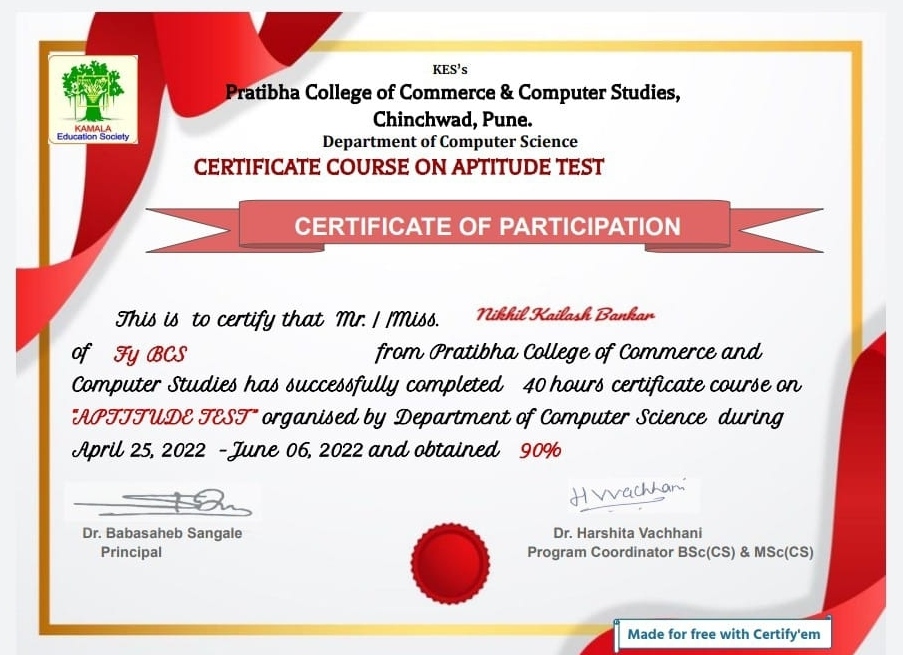 KAMALA
Education Society
KES's
Pratibha College of Commerce & Computer Studies,
Chinchwad, Pune.
Department of Computer Science
CERTIFICATE COURSE ON APTITUDE TEST
CERTIFICATE OF PARTICIPATION
This is to certify that Mr. / /Miss. Nikhil Kailash Bankar
of Fy BCS from Pratibha College of Commerce and
Computer Studies has successfully completed 40 hours certificate course on
"APTITUDE TEST" organised by Department of Computer Science during
April 25, 2022 -June 06, 2022 and obtained 90%
HVVachhani
Dr. Babasaheb Sangale
Principal
Dr. Harshita Vachhani
Program Coordinator BSc(CS) & MSc(CS)
Made for free with Certify'em